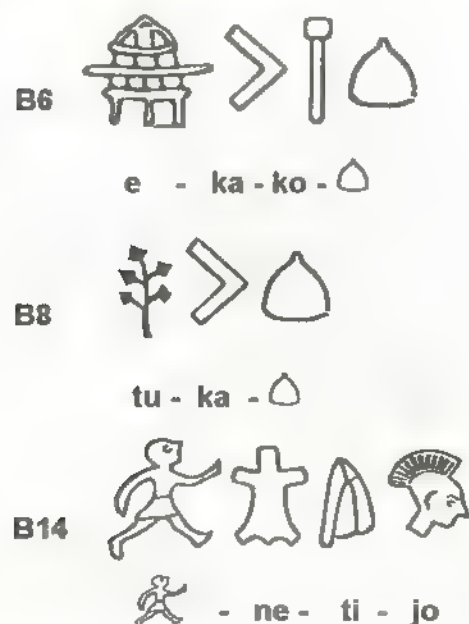 B6
e - ka - ko -
B8
tu - ka -
B14
- ne - ti - jo